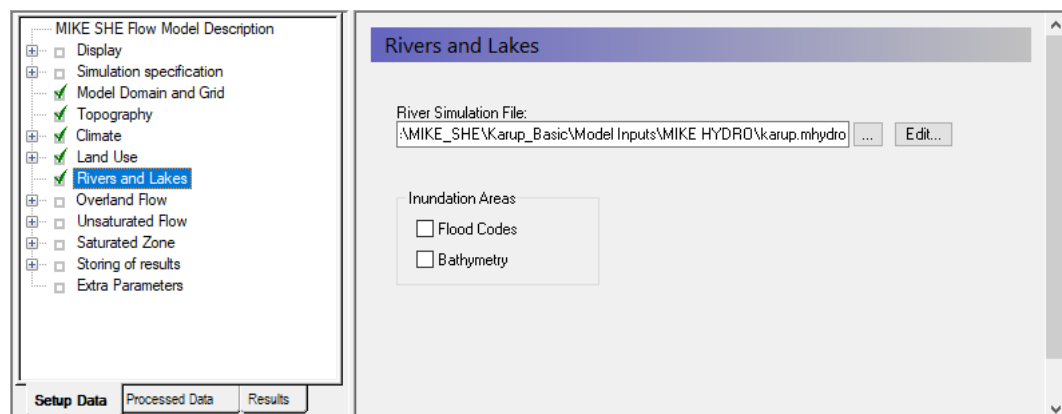 MIKE SHE Flow Model Description
Display
Simulation specification
Model Domain and Grid
Topography
Climate
Land Use
Rivers and Lakes
Overland Flow
Unsaturated Flow
Saturated Zone
Storing of results
Extra Parameters
Setup Data Processed Data Results
Rivers and Lakes
River Simulation File:
:\MIKE_SHE\Karup_Basic\Model Inputs\MIKE HYDRO\karup.mhydro ... Edit...
Inundation Areas
Flood Codes
Bathymetry